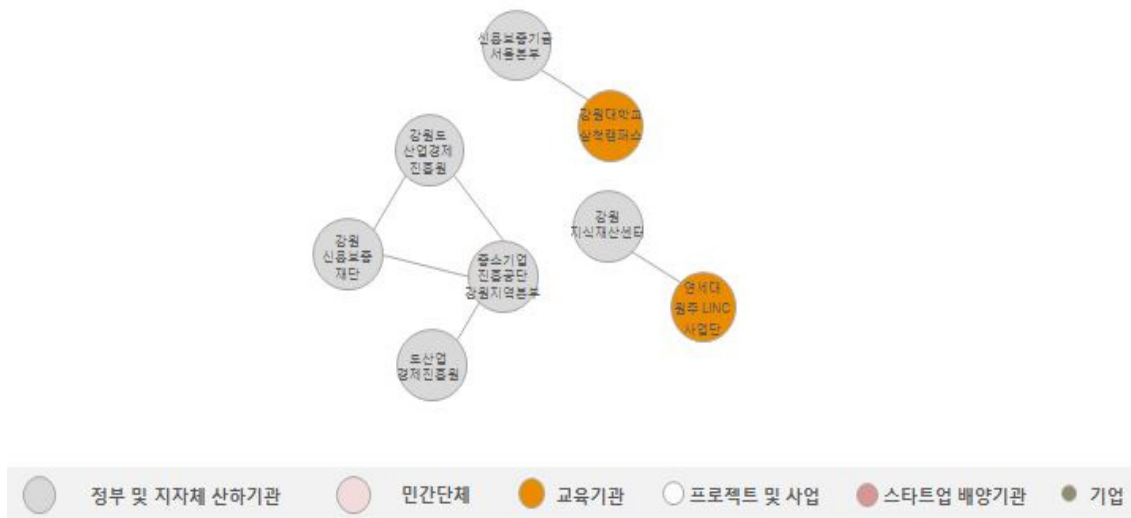 신용보증기금
서울본부
강원대학교
삼척캠퍼스
강원도
산업경제
진흥원
강원
지식재산센터
강원
신용보증
재단
중소기업
진흥공단
강원지역본부
연세대
원주 LINC
사업단
도산업
경제진흥원
정부 및 지자체 산하기관
민간단체
교육기관
프로젝트 및 사업
스타트업 배양기관
기업